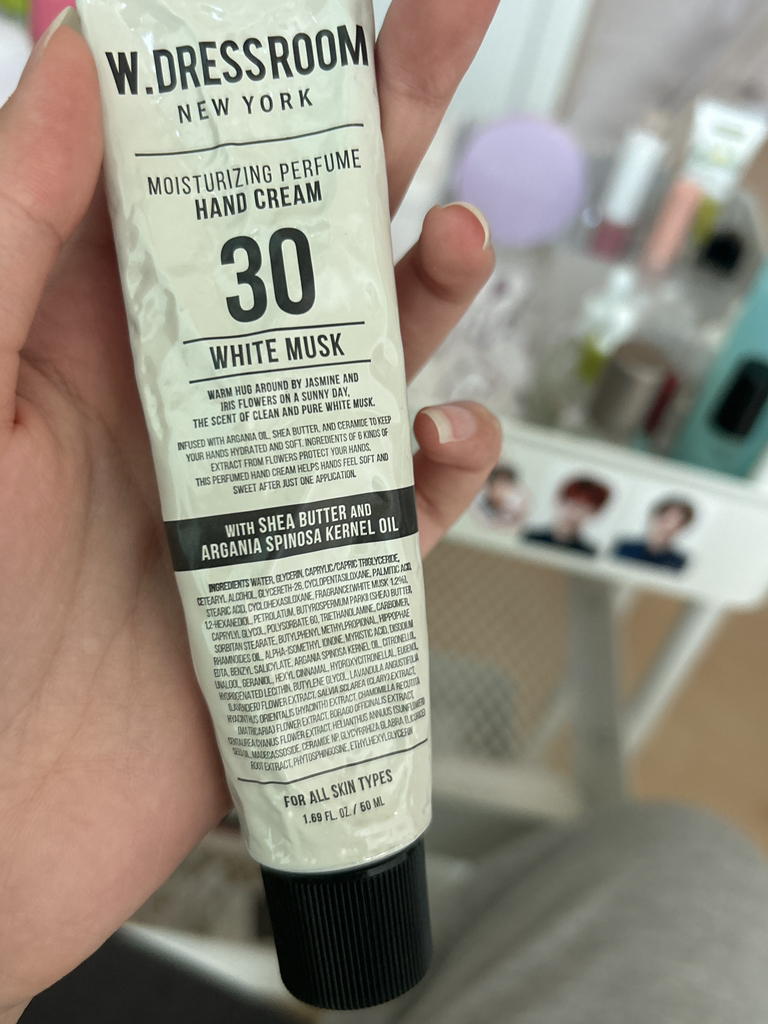 W.DRESSROOM
NEW YORK
MOISTURIZING PERFUME
HAND CREAM
30
WHITE MUSK
WARM HUG AROUND BY JASMINE AND
IRIS FLOWERS ON A SUNNY DAY,
THE SCENT OF CLEAN AND PURE WHITE MUSK.
INFUSED WITH ARGANIA OIL, SHEA BUTTER, AND CERAMIDE TO KEEP
YOUR HANDS HYDRATED AND SOFT. INGREDIENTS OF 6 KINDS OF
EXTRACT FROM FLOWERS PROTECT YOUR HANDS.
THIS PERFUMED HAND CREAM HELPS HANDS FEEL SOFT AND
SWEET AFTER JUST ONE APPLICATION.
WITH SHEA BUTTER AND
ARGANIA SPINOSA KERNEL OIL
INGREDIENTS WATER, GLYCERIN, CAPRYLIC/CAPRIC TRIGLYCERIDE,
CETEARYL ALCOHOL, GLYCERETH-26, CYCLOPENTASILOXANE, PALMITIC ACID,
STEARIC ACID, CYCLOHEXASILOXANE, FRAGRANCE(WHITE MUSK 1.2%),
1,2-HEXANEDIOL, PETROLATUM, BUTYROSPERMUM PARKII (SHEA) BUTTER,
CAPRYLYL GLYCOL, POLYSORBATE 60, TRIETHANOLAMINE, CARBOMER,
SORBITAN STEARATE, BUTYLPHENYL METHYLPROPIONAL, HIPPOPHAE
RHAMNOIDES OIL, ALPHA-ISOMETHYL IONONE, MYRISTIC ACID, DISODIUM
EDTA, BENZYL SALICYLATE, ARGANIA SPINOSA KERNEL OIL, CITRONELLOL,
LINALOOL, GERANIOL, HEXYL CINNAMAL, HYDROXYCITRONELLAL, EUGENOL,
HYDROGENATED LECITHIN, BUTYLENE GLYCOL, LAVANDULA ANGUSTIFOLIA
(LAVENDER) FLOWER EXTRACT, SALVIA SCLAREA (CLARY) EXTRACT,
HYACINTHUS ORIENTALIS (HYACINTH) EXTRACT, CHAMOMILLA RECUTITA
(MATRICARIA) FLOWER EXTRACT, BORAGO OFFICINALIS EXTRACT,
CENTAUREA CYANUS FLOWER EXTRACT, HELIANTHUS ANNUUS (SUNFLOWER)
SEED OIL, MADECASSOSIDE, CERAMIDE NP, GLYCYRRHIZA GLABRA (LICORICE)
ROOT EXTRACT, PHYTOSPHINGOSINE, ETHYLHEXYLGLYCERIN
FOR ALL SKIN TYPES
1.69 FL. OZ. / 50 ML